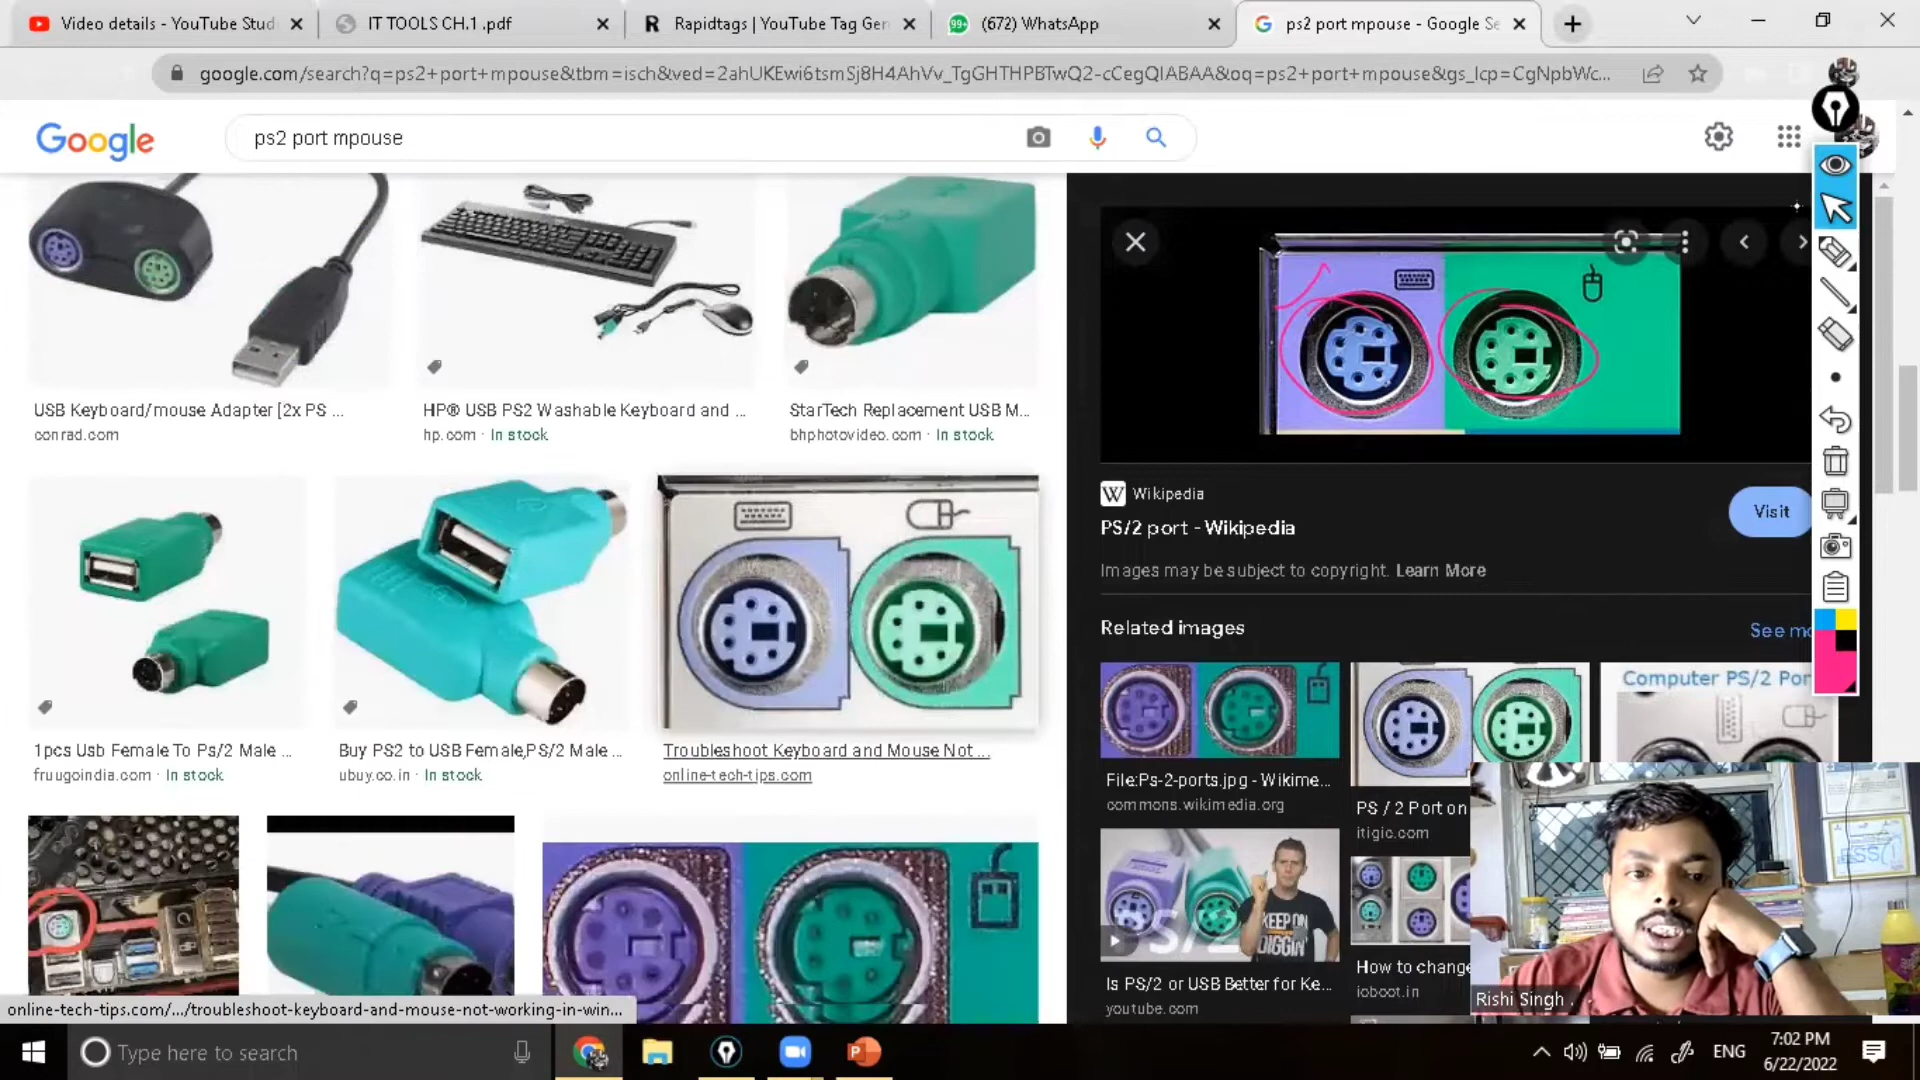 Video details - YouTube Stud
IT TOOLS CH.1 .pdf
Rapidtags | YouTube Tag Gen
99+
(672) WhatsApp
ps2 port mpouse - Google Se
google.com/search?q=ps2+port+mpouse&tbm=isch&ved=2ahUKEwi6tsmSj8H4AhVv_TgGHTHPBTwQ2-cCegQIABAA&oq=ps2+port+mpouse&gs_lcp=CgNpbWc...
Google
ps2 port mpouse
USB Keyboard/mouse Adapter [2x PS ...
conrad.com
HP® USB PS2 Washable Keyboard and ...
hp.com · In stock
StarTech Replacement USB M...
bhphotovideo.com · In stock
1pcs Usb Female To Ps/2 Male ...
fruugoindia.com · In stock
Buy PS2 to USB Female,PS/2 Male ...
ubuy.co.in · In stock
Troubleshoot Keyboard and Mouse Not ...
online-tech-tips.com
W Wikipedia
PS/2 port - Wikipedia
Visit
Images may be subject to copyright. Learn More
Related images
See mo
File:Ps-2-ports.jpg - Wikime...
commons.wikimedia.org
PS / 2 Port on
itigic.com
Computer PS/2 Por
PS/2
KEEP ON
DIGGIN'
Is PS/2 or USB Better for Ke...
youtube.com
How to change
ioboot.in
Rishi Singh .
online-tech-tips.com/.../troubleshoot-keyboard-and-mouse-not-working-in-win...
Type here to search
ENG
7:02 PM
6/22/2022